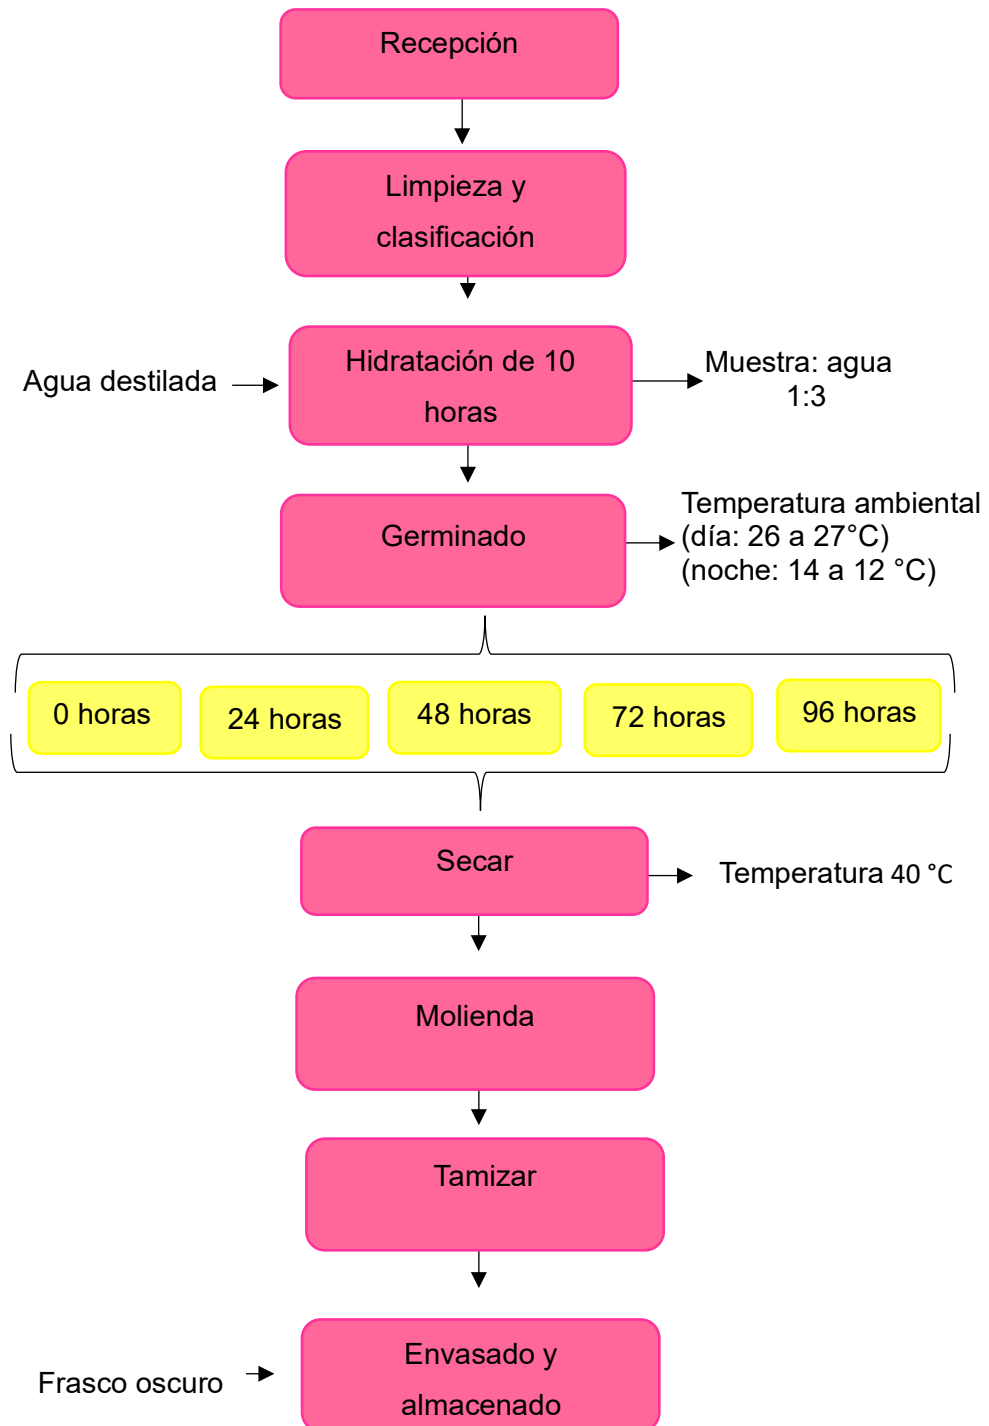 Recepción
Limpieza y
clasificación
Agua destilada
Hidratación de 10
horas
Muestra: agua
1:3
Germinado
Temperatura ambiental
(día: 26 a 27°C)
(noche: 14 a 12 °C)
0 horas
24 horas
48 horas
72 horas
96 horas
Secar
Temperatura 40 °C
Molienda
Tamizar
Frasco oscuro
Envasado y
almacenado